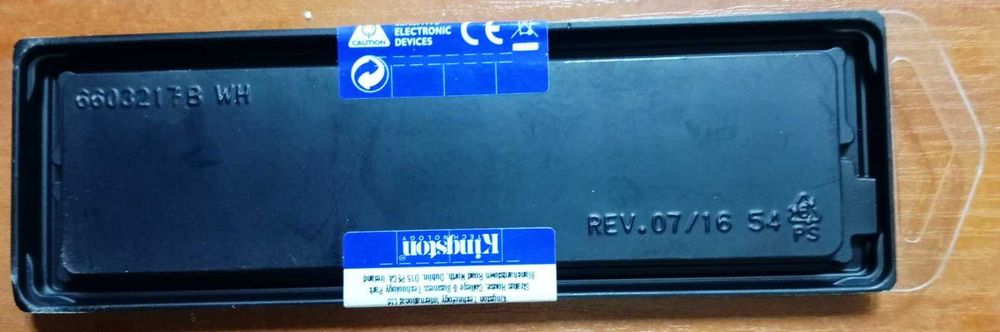 ELECTRONIC
DEVICES
CAUTION
CE
6603217B WH
REV.07/16 54
PS
Kingston®
TECHNOLOGY
Kingston Technology International Ltd
Stratus House, College & Business Technology Park,
Blanchardstown Road North, Dublin, D15 PEC4, Ireland